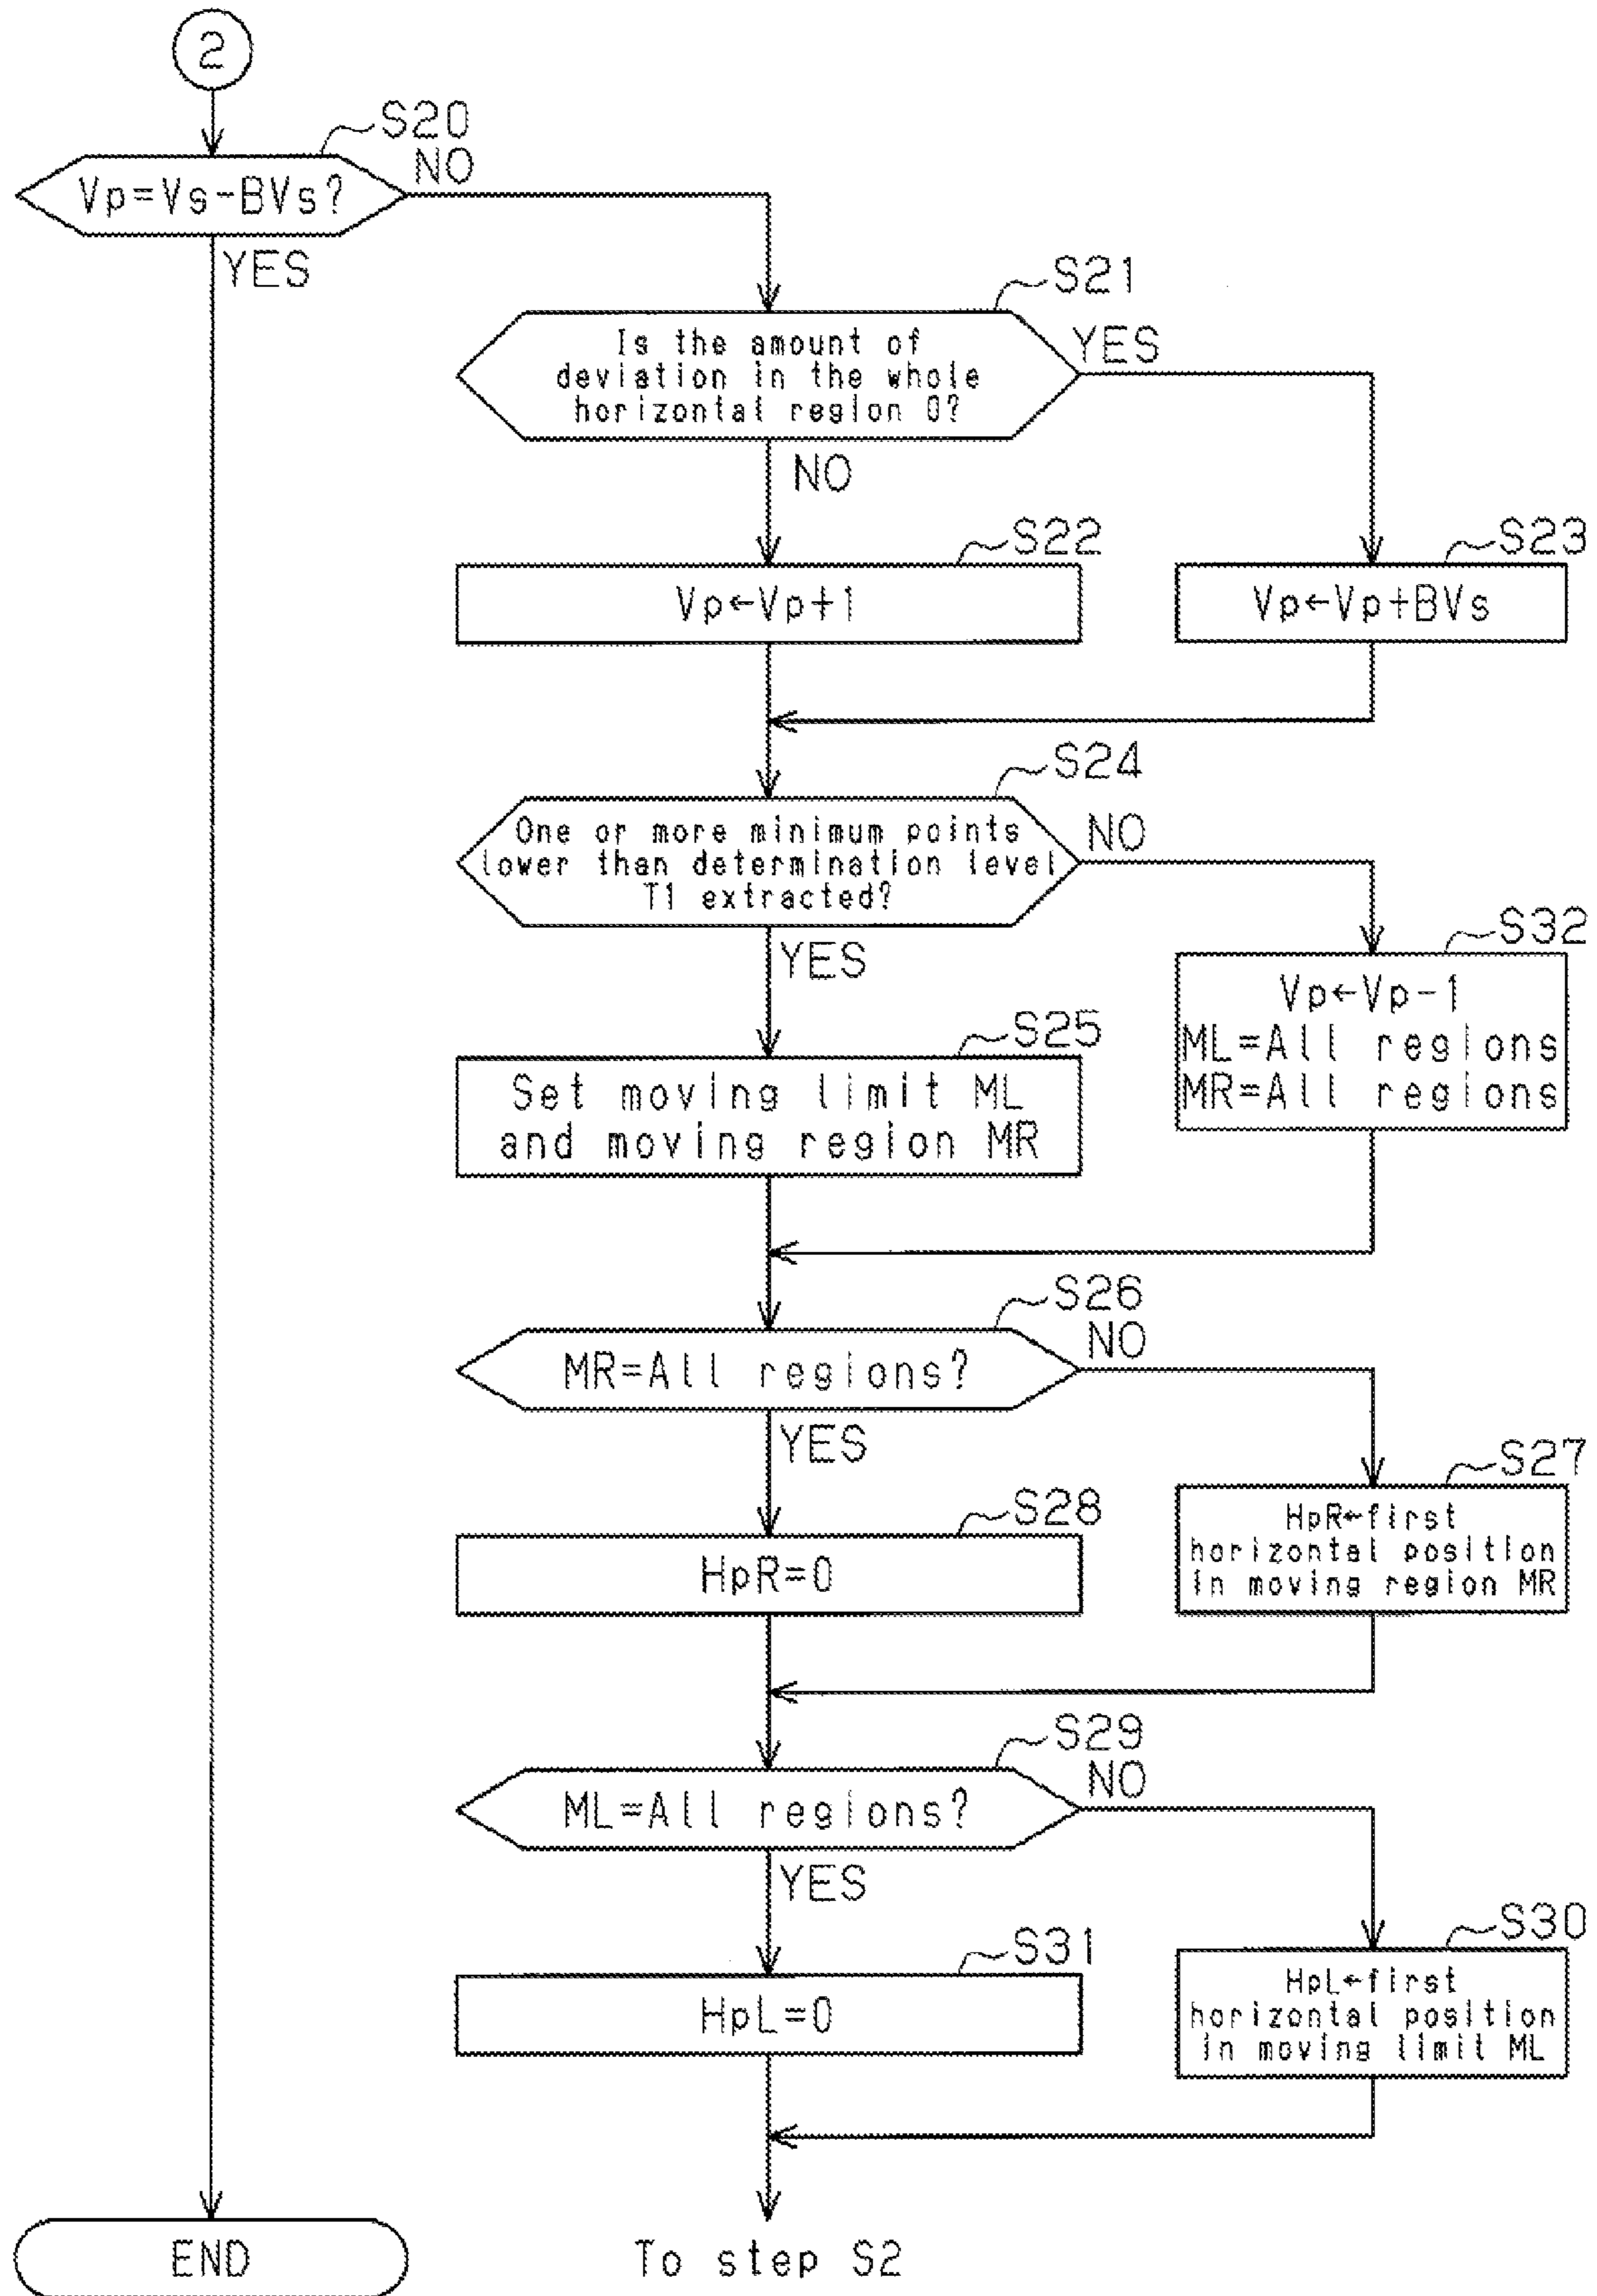 2
S20
Vp=Vs-BVs?
NO
YES
S21
Is the amount of
deviation in the whole
horizontal region 0?
YES
NO
S22
Vp←Vp+1
S23
Vp←Vp+BVs
S24
One or more minimum points
lower than determination level
T1 extracted?
NO
YES
S32
Vp←Vp-1
ML=All regions
MR=All regions
S25
Set moving limit ML
and moving region MR
S26
MR=All regions?
NO
YES
S27
HpR←first
horizontal position
in moving region MR
S28
HpR=0
S29
ML=All regions?
NO
YES
S30
HpL←first
horizontal position
in moving limit ML
S31
HpL=0
END
To step S2